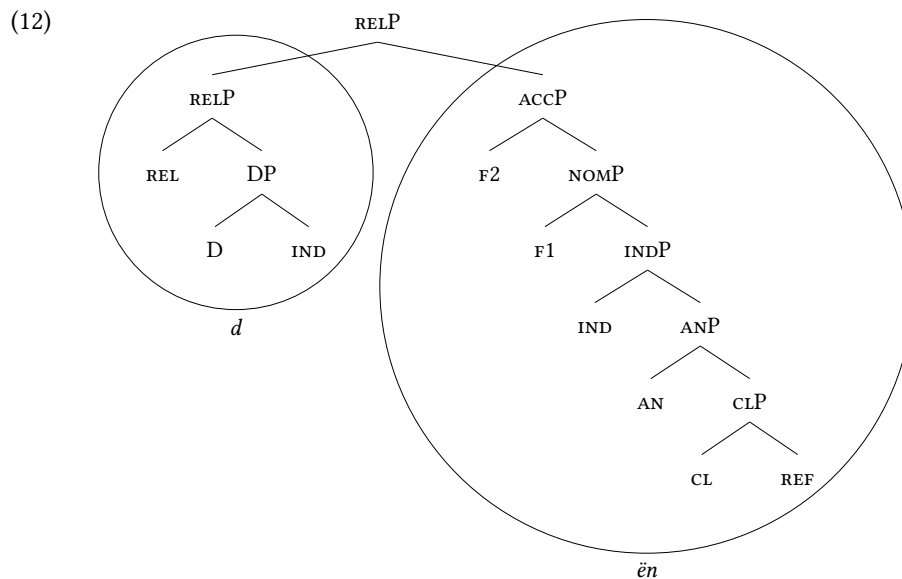 (12)
RELP
RELP ACCP
REL DP F2 NOMP
D IND F1 INDP
d IND ANP
AN CLP
CL REF
ën